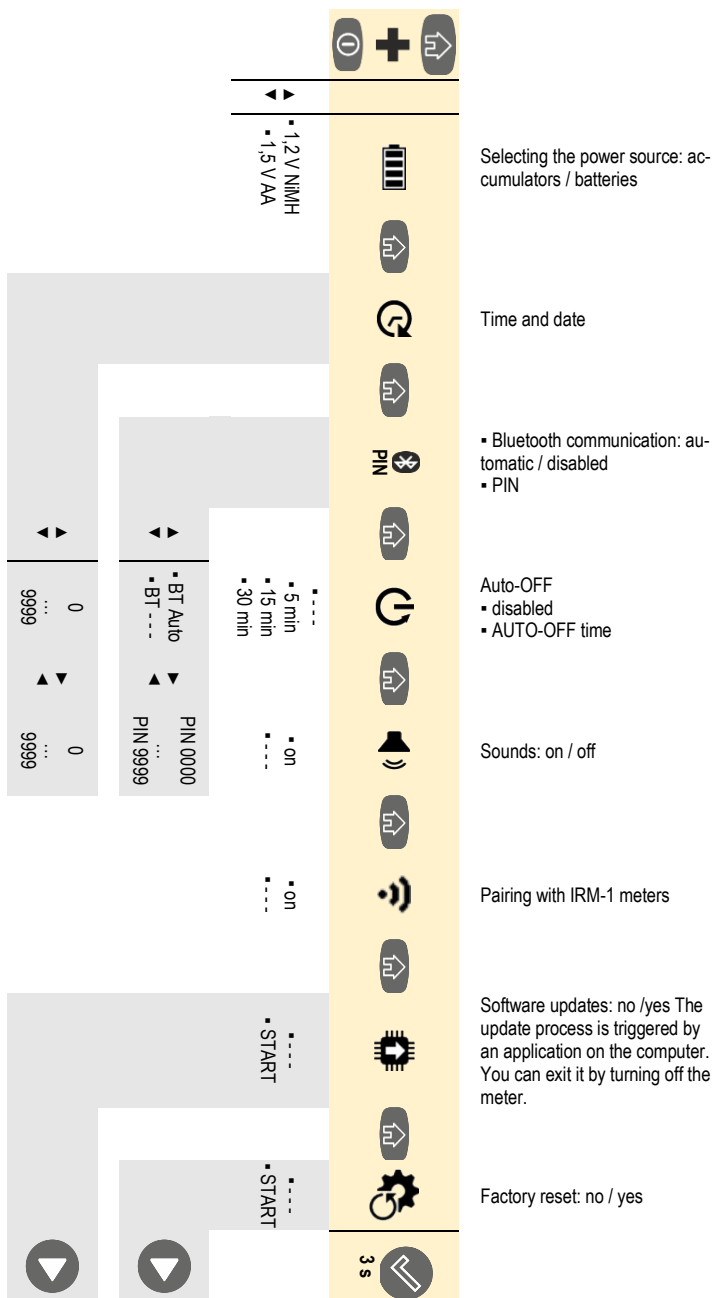 ◄ ►
▪ 1,2 V NiMH
▪ 1,5 V AA
Selecting the power source: ac-
cumulators / batteries
Time and date
PIN
▪ Bluetooth communication: au-
tomatic / disabled
▪ PIN
◄ ►
0
...
9999
▲ ▼
0
...
9999
◄ ►
▪ BT Auto
▪ BT - - -
▲ ▼
PIN 0000
...
PIN 9999
▪ - - -
▪ 5 min
▪ 15 min
▪ 30 min
Auto-OFF
▪ disabled
▪ AUTO-OFF time
▪ on
▪ - - -
Sounds: on / off
▪ on
▪ - - -
Pairing with IRM-1 meters
▪ - - -
▪ START
Software updates: no /yes The
update process is triggered by
an application on the computer.
You can exit it by turning off the
meter.
▪ - - -
▪ START
Factory reset: no / yes
3 s